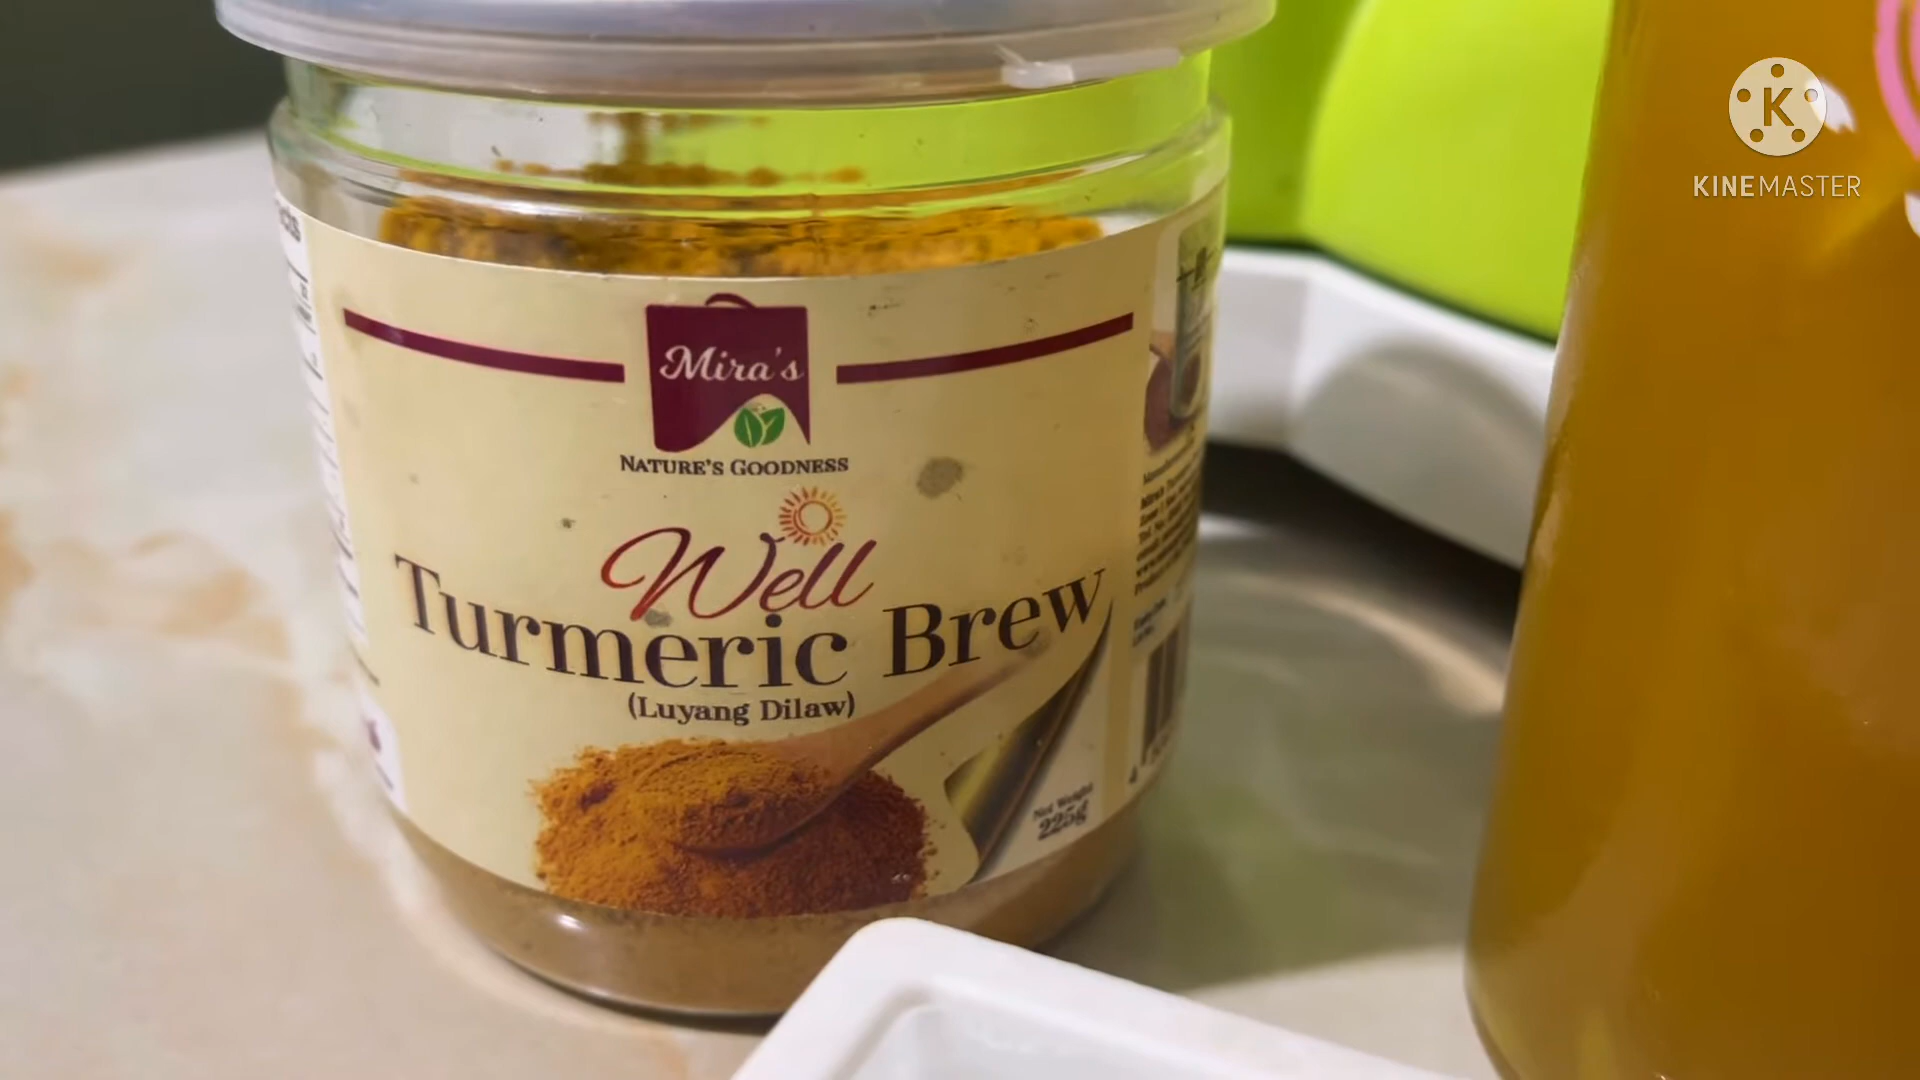 KINEMASTER
Mira's
NATURE'S GOODNESS
Well
Turmeric Brew
(Luyang Dilaw)
Net Weight
225g